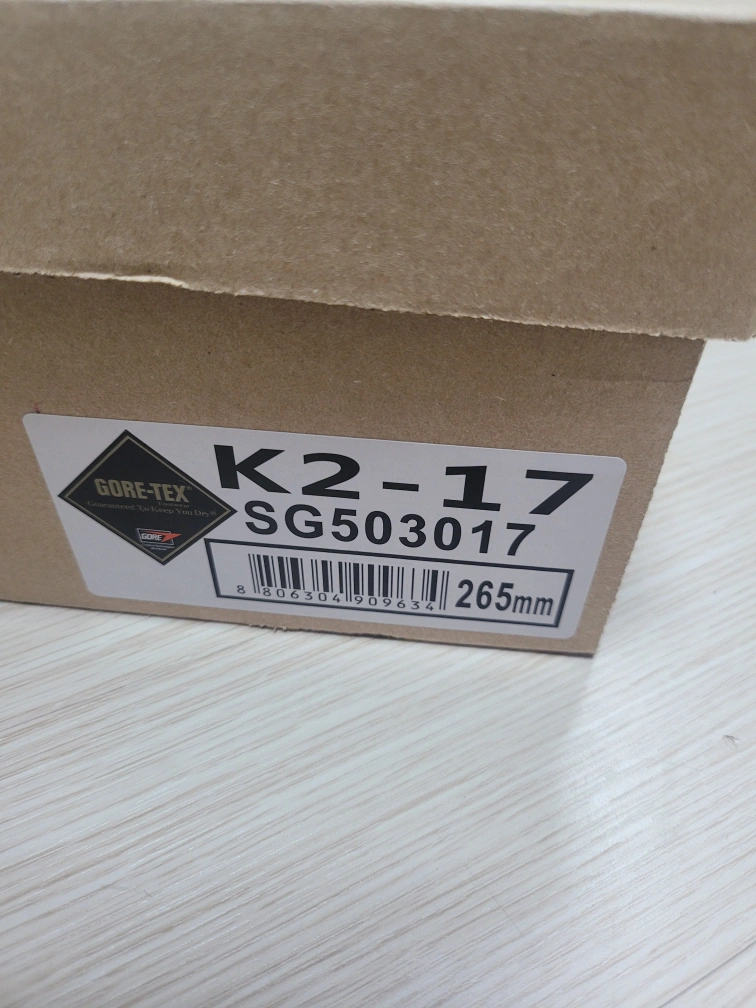 K2-17
SG503017
GORE-TEX®
Guaranteed To Keep You Dry®
GORE
8 806304 909634
265mm